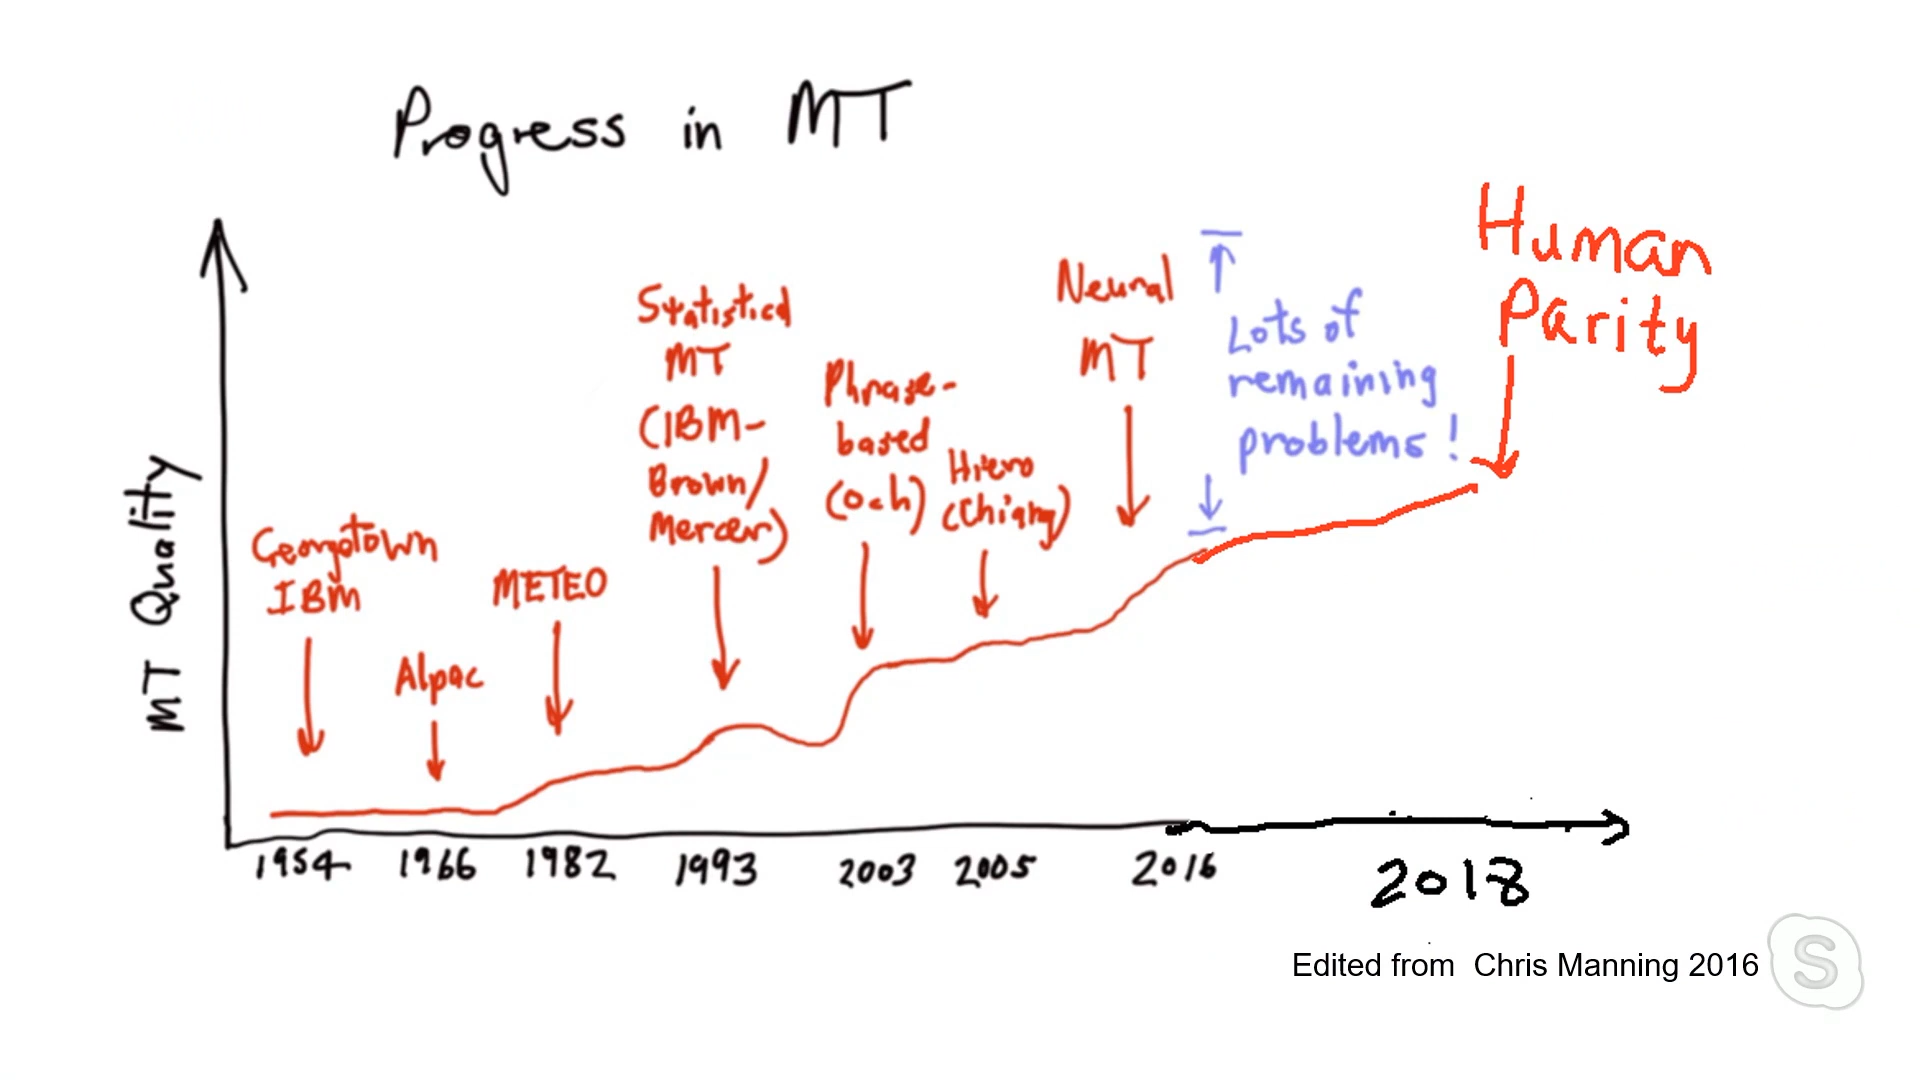 Progress in MT
MT Quality
Georgetown
IBM
Alpac
METEO
Statistical
MT
(IBM-
Brown/
Mercer)
Phrase-
based
(Och)
Hiero
(Chiang)
Neural
MT
Lots of
remaining
problems!
Human
Parity
1954 1966 1982 1993 2003 2005 2016 2018
Edited from Chris Manning 2016
S